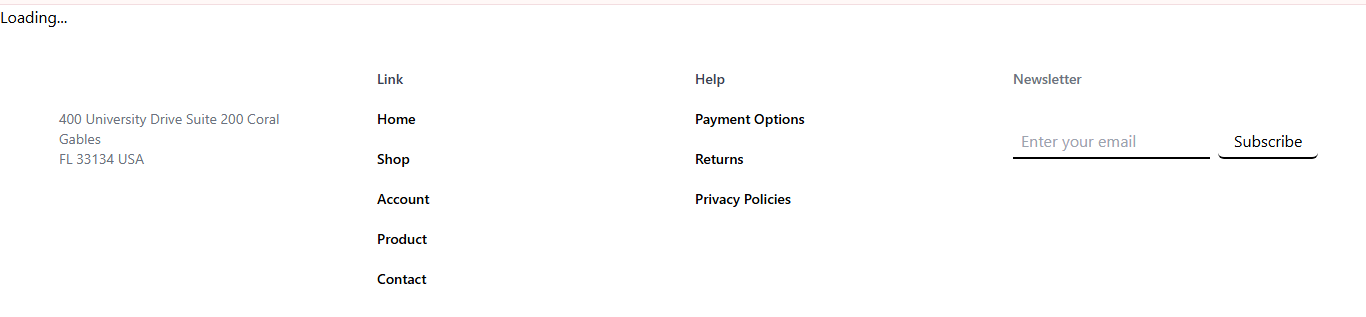 Loading...
400 University Drive Suite 200 Coral
Gables
FL 33134 USA
Link
Home
Shop
Account
Product
Contact
Help
Payment Options
Returns
Privacy Policies
Newsletter
Enter your email
Subscribe